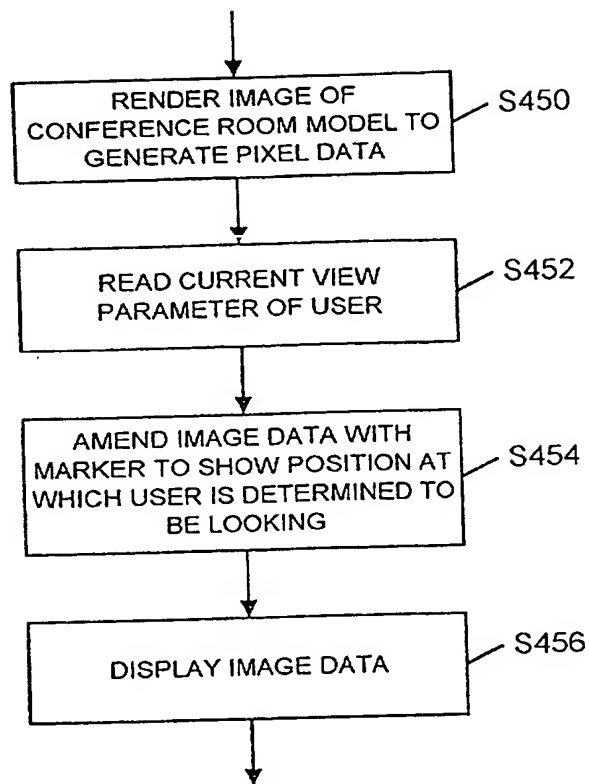 RENDER IMAGE OF
CONFERENCE ROOM MODEL TO
GENERATE PIXEL DATA
S450
READ CURRENT VIEW
PARAMETER OF USER
S452
AMEND IMAGE DATA WITH
MARKER TO SHOW POSITION AT
WHICH USER IS DETERMINED TO
BE LOOKING
S454
DISPLAY IMAGE DATA
S456